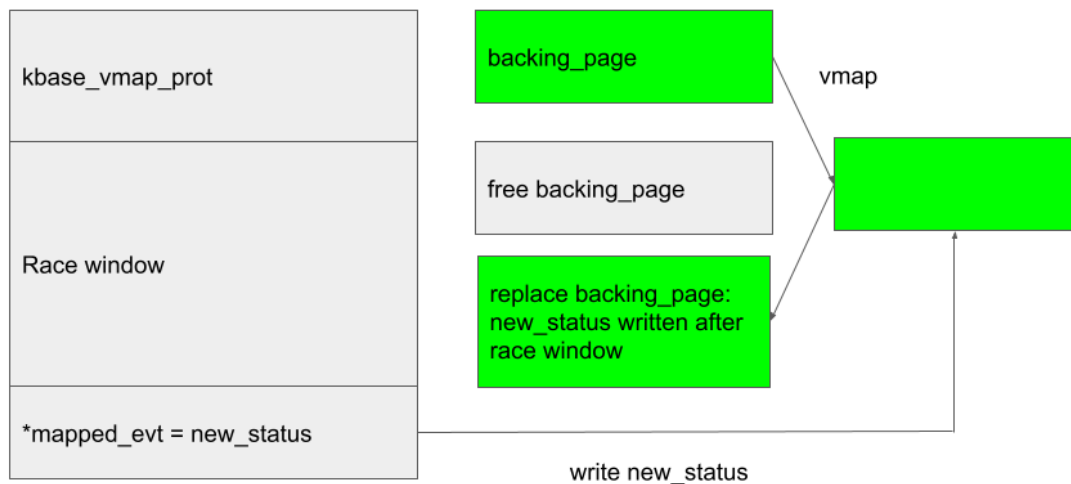 kbase_vmap_prot
backing_page
vmap
free backing_page
Race window
replace backing_page:
new_status written after
race window
*mapped_evt = new_status
write new_status